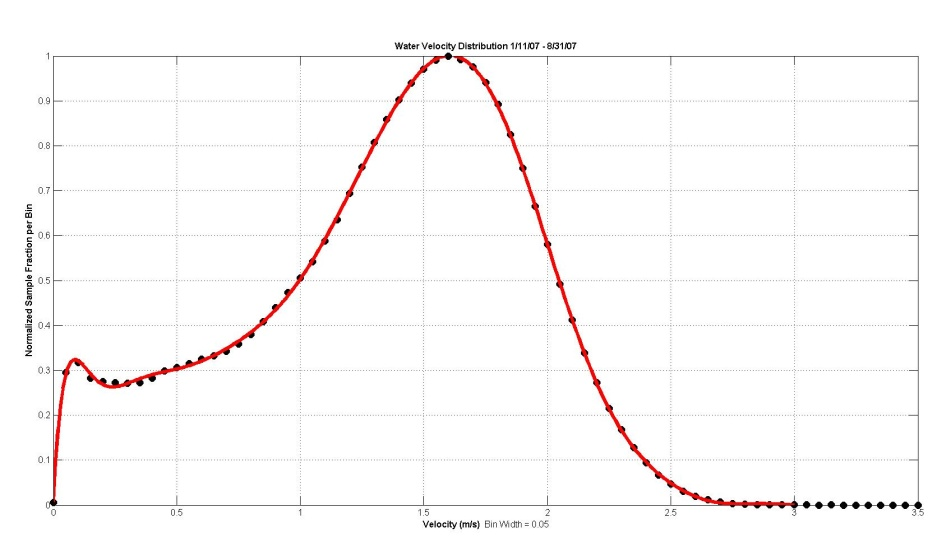 Water Velocity Distribution 1/11/07 - 8/31/07
1
0.9
0.8
0.7
0.6
0.5
0.4
0.3
0.2
0.1
0
Normalized Sample Fraction per Bin
0 0.5 1 1.5 2 2.5 3 3.5
Velocity (m/s) Bin Width = 0.05